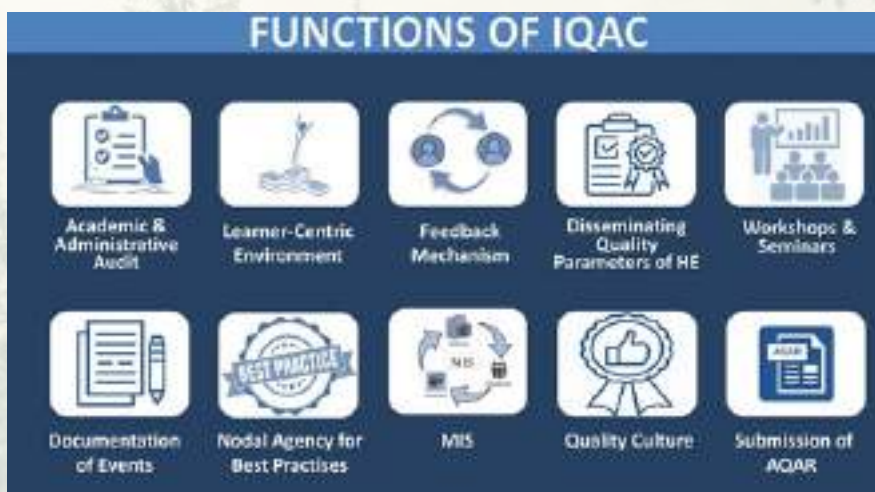 FUNCTIONS OF IQAC
Academic &
Administrative
Audit
Learner-Centric
Environment
Feedback
Mechanism
Disseminating
Quality
Parameters of HE
Workshops &
Seminars
BEST PRACTICE
MIS
AQAR
Documentation
of Events
Nodal Agency for
Best Practises
MIS
Quality Culture
Submission of
AQAR